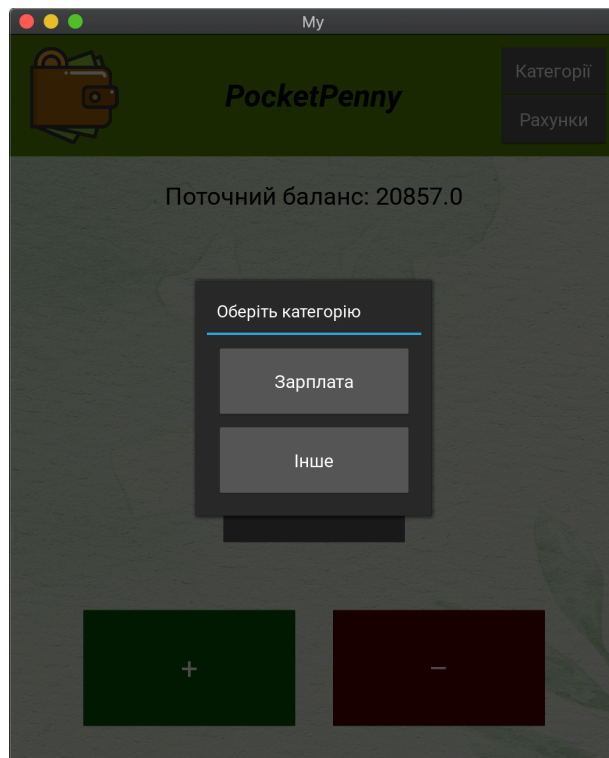 My
PocketPenny
Категорії
Рахунки
Поточний баланс: 20857.0
Оберіть категорію
Зарплата
Інше
+ −